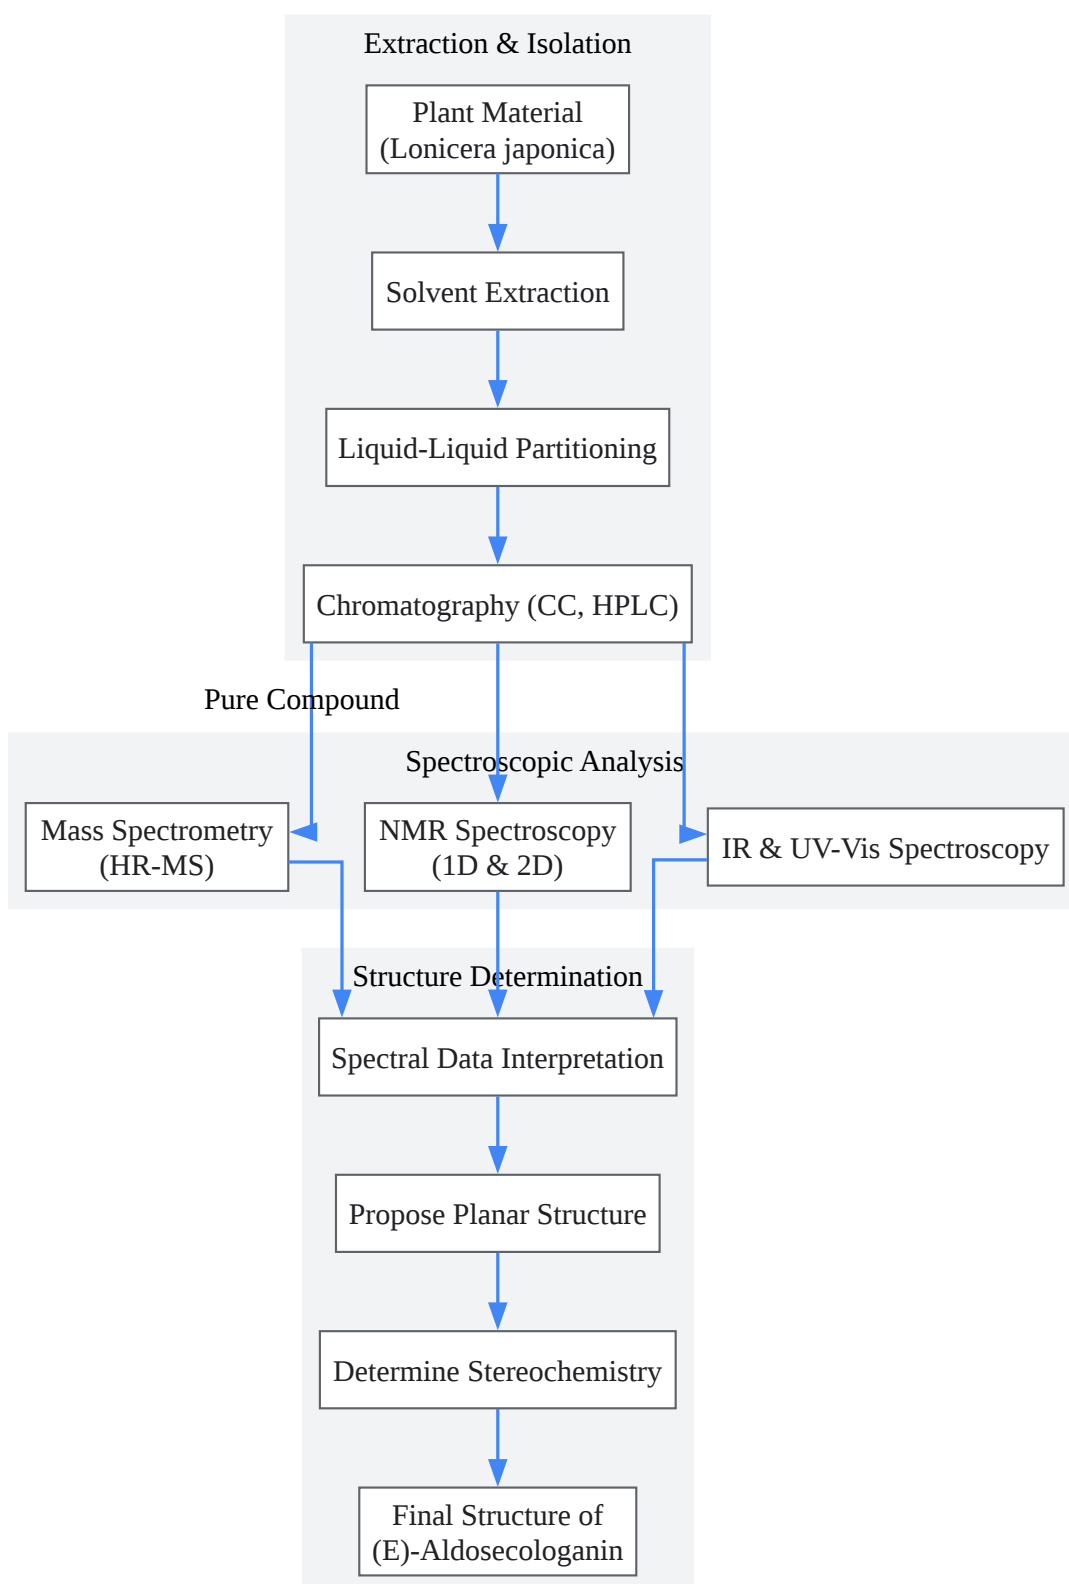 Extraction & Isolation
Plant Material
(Lonicera japonica)
Solvent Extraction
Liquid-Liquid Partitioning
Chromatography (CC, HPLC)
Pure Compound
Spectroscopic Analysis
Mass Spectrometry
(HR-MS)
NMR Spectroscopy
(1D & 2D)
IR & UV-Vis Spectroscopy
Structure Determination
Spectral Data Interpretation
Propose Planar Structure
Determine Stereochemistry
Final Structure of
(E)-Aldosecologanin